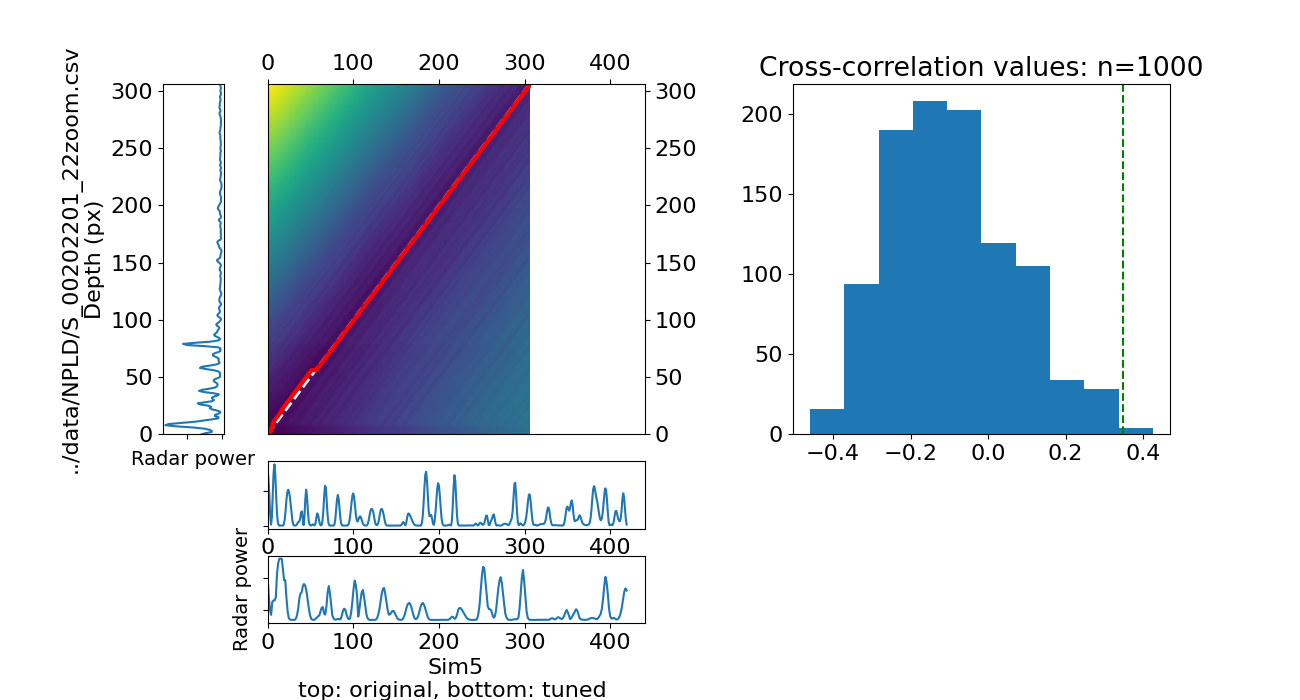 0 100 200 300 400
Cross-correlation values: n=1000
../data/NPLD/S_00202201_22zoom.csv
Depth (px)
300
250
200
150
100
50
0
300
250
200
150
100
50
0
200
150
100
50
0
−0.4 −0.2 0.0 0.2 0.4
Radar power
0 100 200 300 400
Radar power
0 100 200 300 400
Sim5
top: original, bottom: tuned